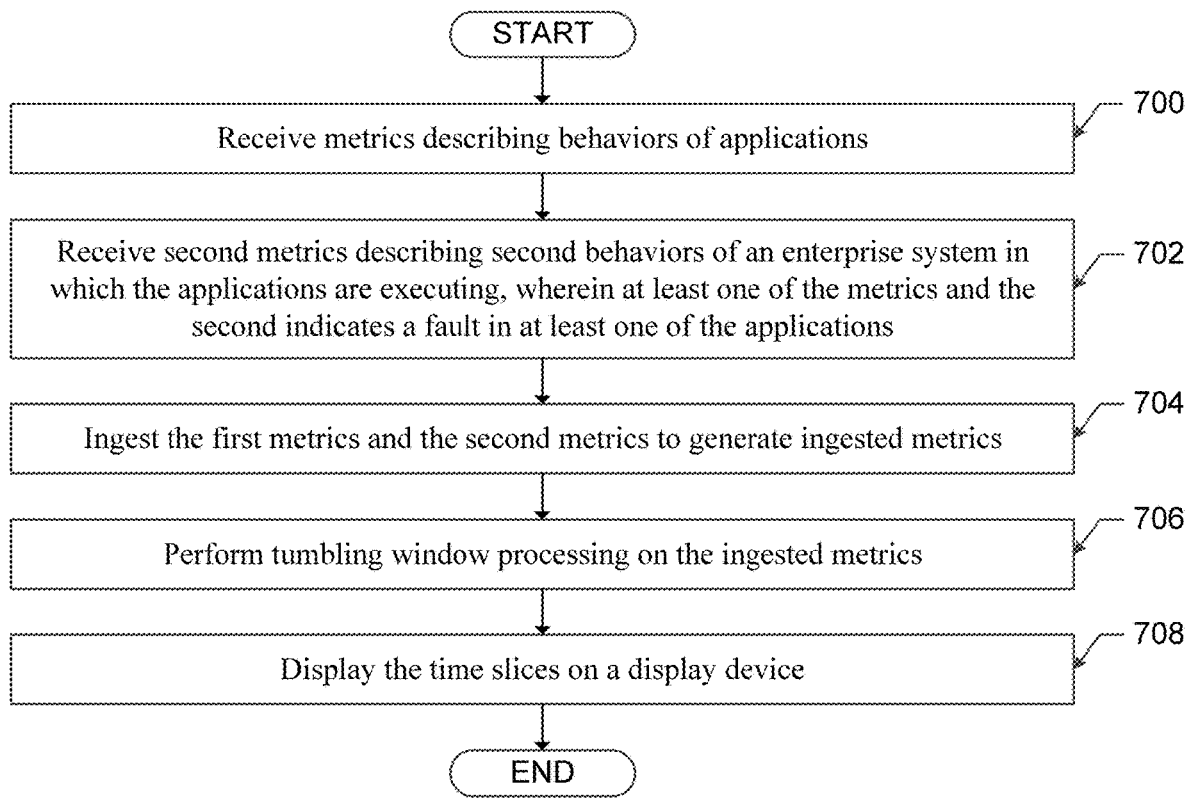 START
700
Receive metrics describing behaviors of applications
702
Receive second metrics describing second behaviors of an enterprise system in
which the applications are executing, wherein at least one of the metrics and the
second indicates a fault in at least one of the applications
704
Ingest the first metrics and the second metrics to generate ingested metrics
706
Perform tumbling window processing on the ingested metrics
708
Display the time slices on a display device
END